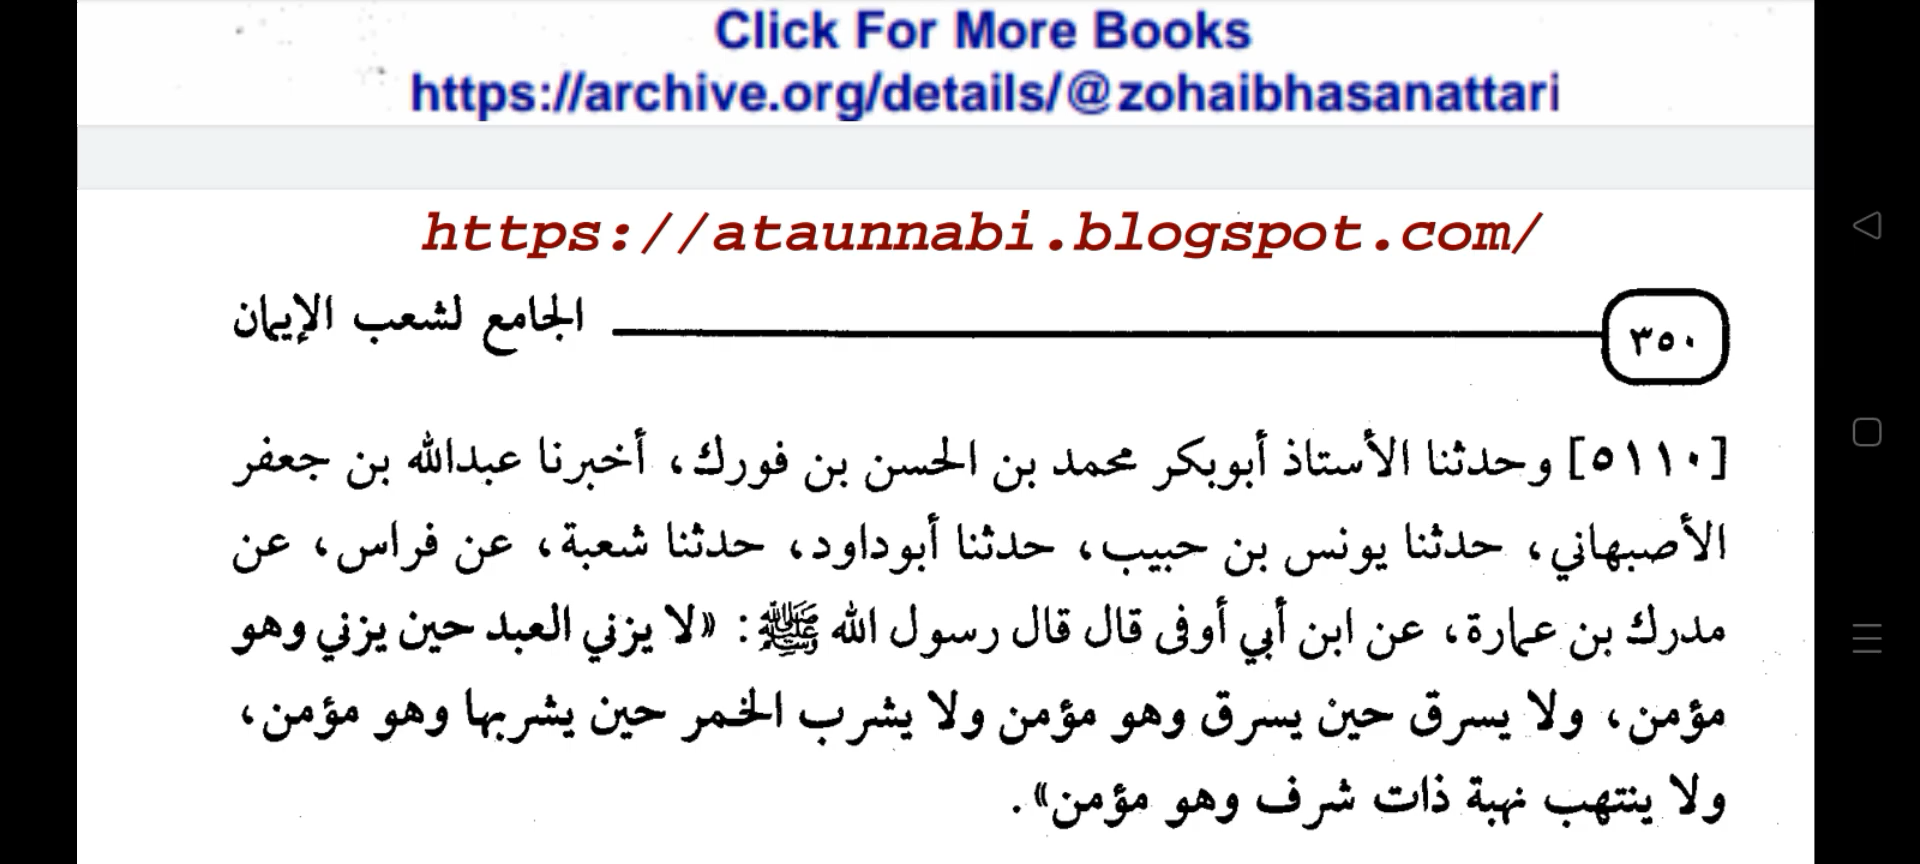 Click For More Books
https://archive.org/details/@zohaibhasanattari
https://ataunnabi.blogspot.com/
٣٥٠ الجامع لشعب الإيمان
[٥١١٠] وحدثنا الأستاذ أبوبكر محمد بن الحسن بن فورك، أخبرنا عبدالله بن جعفر
الأصبهاني، حدثنا يونس بن حبيب، حدثنا أبوداود، حدثنا شعبة، عن فراس، عن
مدرك بن عمارة، عن ابن أبي أوفى قال قال رسول الله ﷺ: «لا يزني العبد حين يزني وهو
مؤمن، ولا يسرق حين يسرق وهو مؤمن ولا يشرب الخمر حين يشربها وهو مؤمن،
ولا ينتهب نهبة ذات شرف وهو مؤمن».